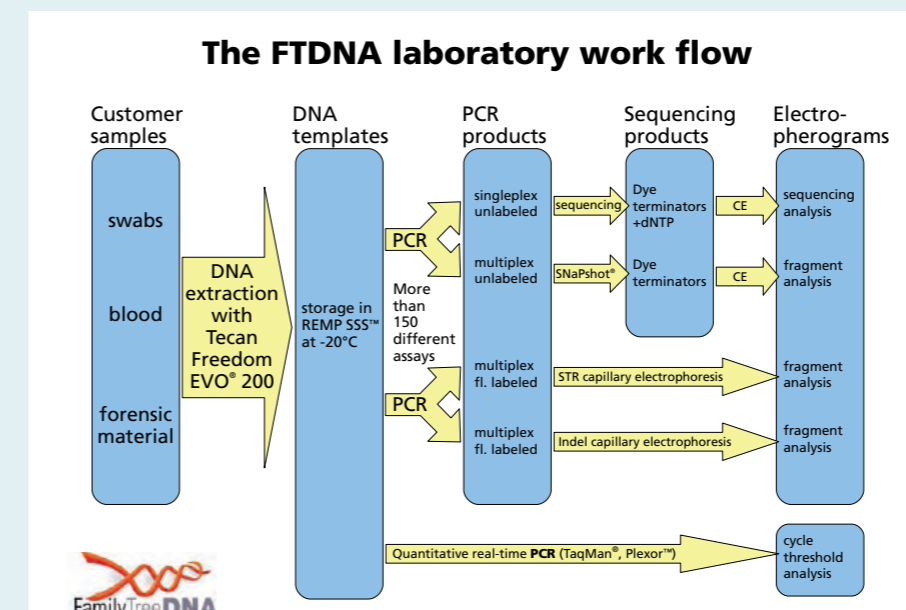 The FTDNA laboratory work flow
Customer
samples
DNA
templates
PCR
products
Sequencing
products
Electro-
pherograms
swabs
blood
forensic
material
DNA
extraction
with
Tecan
Freedom
EVO® 200
storage in
REMP SSS™
at -20°C
PCR
More
than
150
different
assays
PCR
singleplex
unlabeled
multiplex
unlabeled
multiplex
fl. labeled
multiplex
fl. labeled
sequencing
SNaPshot®
Dye
terminators
+dNTP
Dye
terminators
CE
CE
STR capillary electrophoresis
Indel capillary electrophoresis
sequencing
analysis
fragment
analysis
fragment
analysis
fragment
analysis
Quantitative real-time PCR (TaqMan®, Plexor™)
cycle
threshold
analysis
FamilyTreeDNA